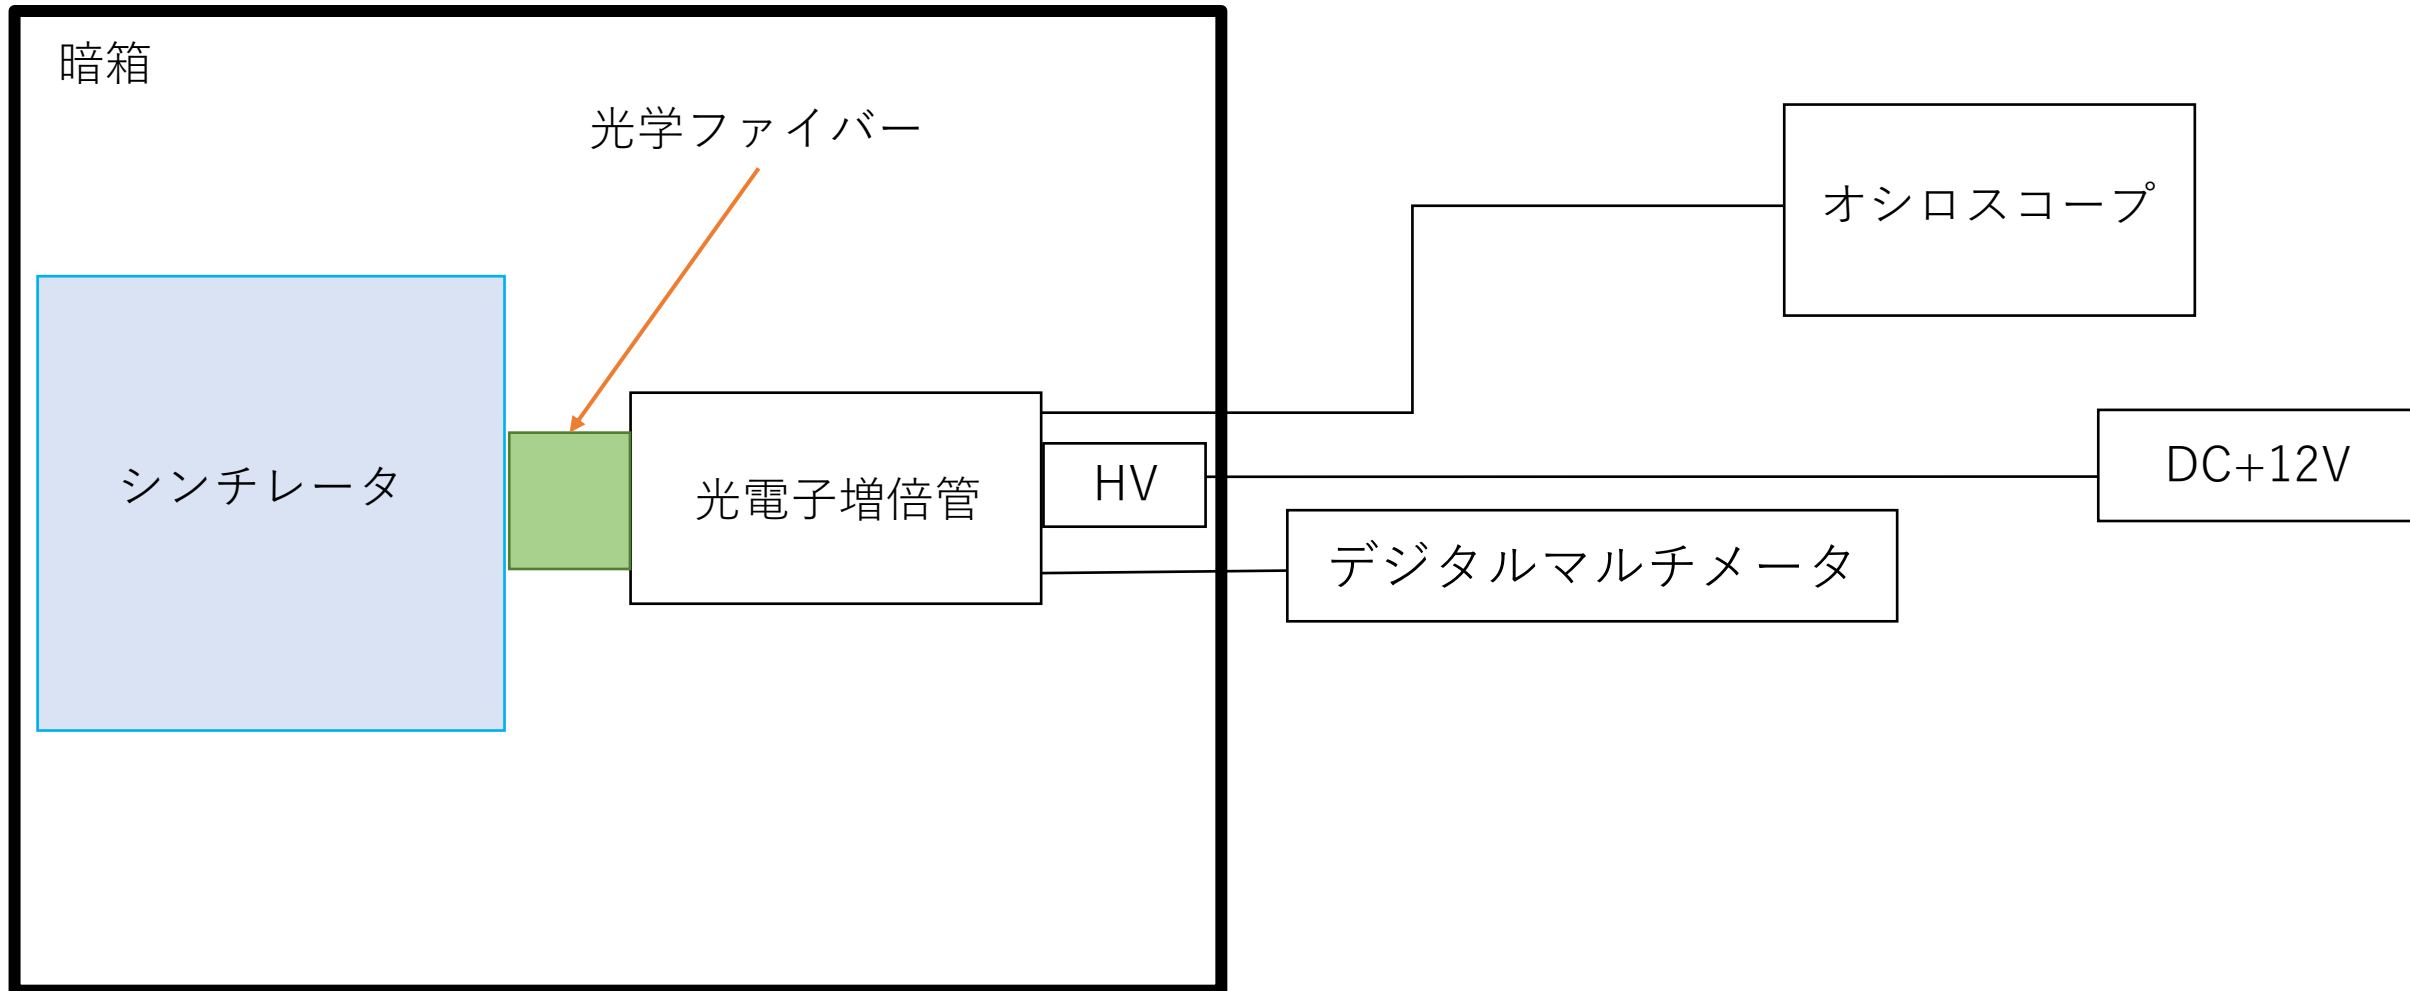 暗箱
光学ファイバー
オシロスコープ
シンチレータ
光電子増倍管
HV
DC+12V
デジタルマルチメータ